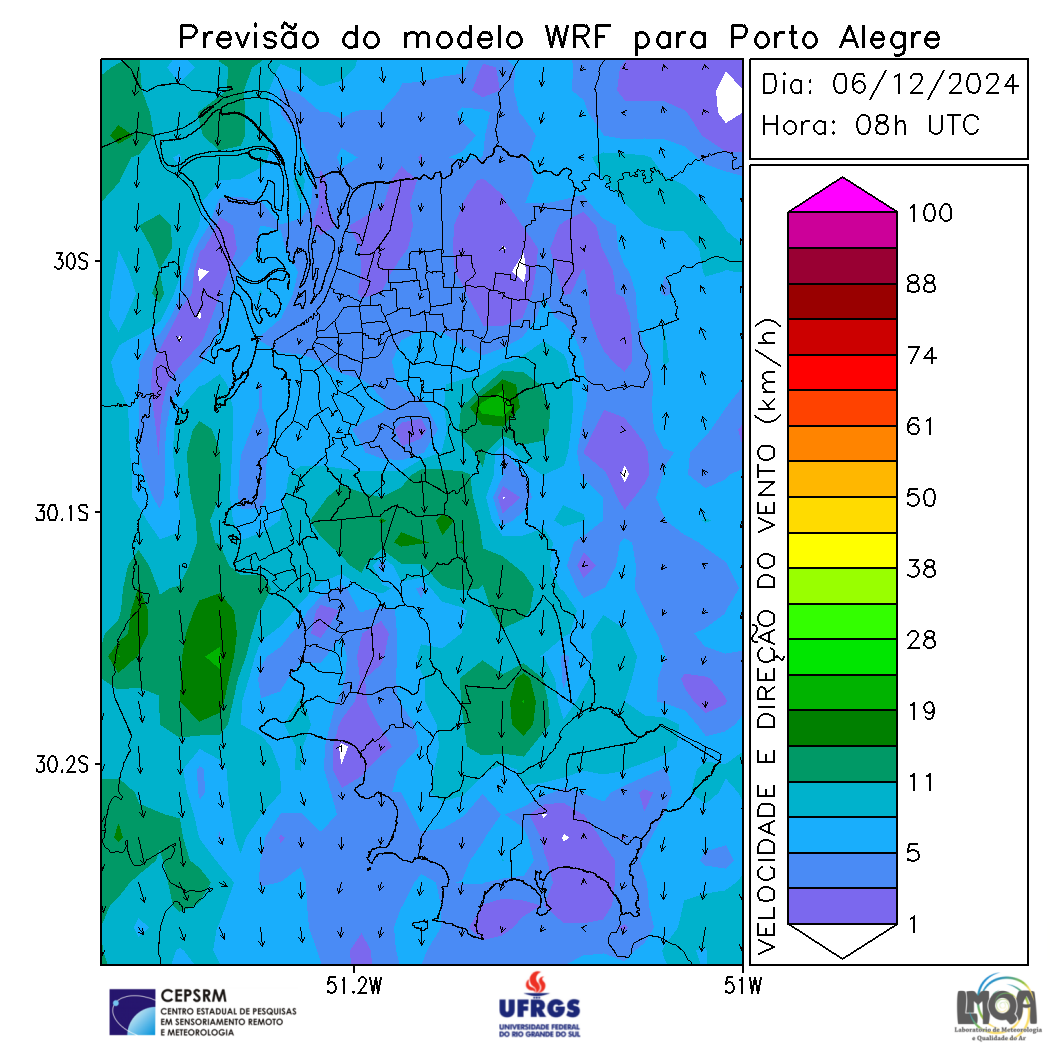 Previsão do modelo WRF para Porto Alegre
Dia: 06/12/2024
Hora: 08h UTC
30S
30.1S
30.2S
51.2W
51W
VELOCIDADE E DIREÇÃO DO VENTO (km/h)
100
88
74
61
50
38
28
19
11
5
1
CEPSRM
CENTRO ESTADUAL DE PESQUISAS
EM SENSORIAMENTO REMOTO
E METEOROLOGIA
UFRGS
UNIVERSIDADE FEDERAL
DO RIO GRANDE DO SUL
LMQA
Laboratório de Meteorologia
e Qualidade do Ar